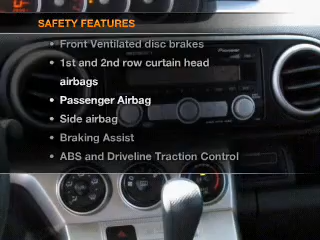 SAFETY FEATURES
• Front Ventilated disc brakes
• 1st and 2nd row curtain head
airbags
• Passenger Airbag
• Side airbag
• Braking Assist
• ABS and Driveline Traction Control
Pioneer